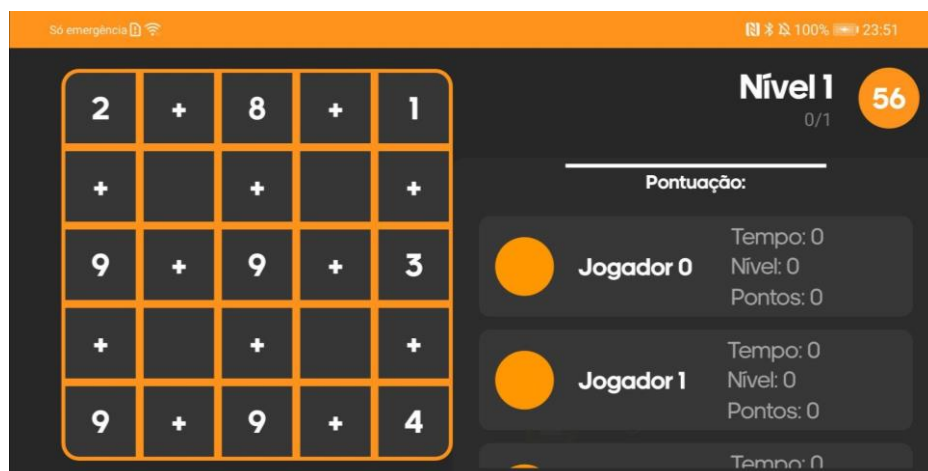 Só emergência 100% 23:51
2 + 8 + 1
+ + +
9 + 9 + 3
+ + +
9 + 9 + 4
Nível 1
0/1
56
Pontuação:
Jogador 0
Tempo: 0
Nível: 0
Pontos: 0
Jogador 1
Tempo: 0
Nível: 0
Pontos: 0
Tempo: 0